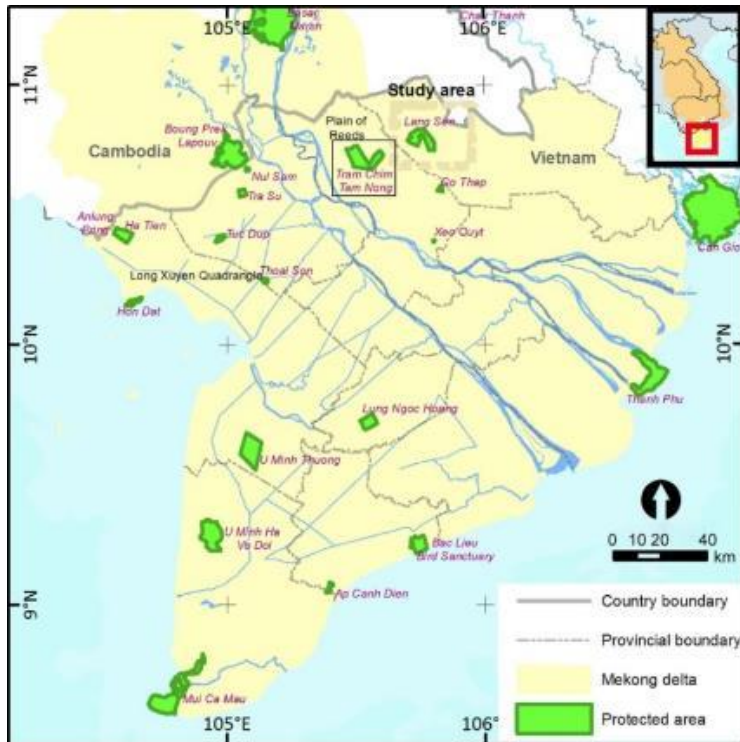 105°E
106°E
Chau Thanh
11°N
Study area
Plain of
Reeds
Lang Sen
Boung Prek
Lapouv
Cambodia
Vietnam
Nui Sam
Tram Chim
Tam Nong
Go Thap
Tra Su
Anlung
Pring
Ha Tien
Tuc Dup
Xeo Quyt
Can Gio
Long Xuyen Quadrangle
Thoai Son
Hon Dat
10°N
10°N
Thanh Phu
Lung Ngoc Hoang
U Minh Thuong
U Minh Ha
Vo Doi
Bac Lieu
Bird Sanctuary
0 10 20 40
km
9°N
Ap Canh Dien
Country boundary
Provincial boundary
Mekong delta
Protected area
Mui Ca Mau
105°E
106°